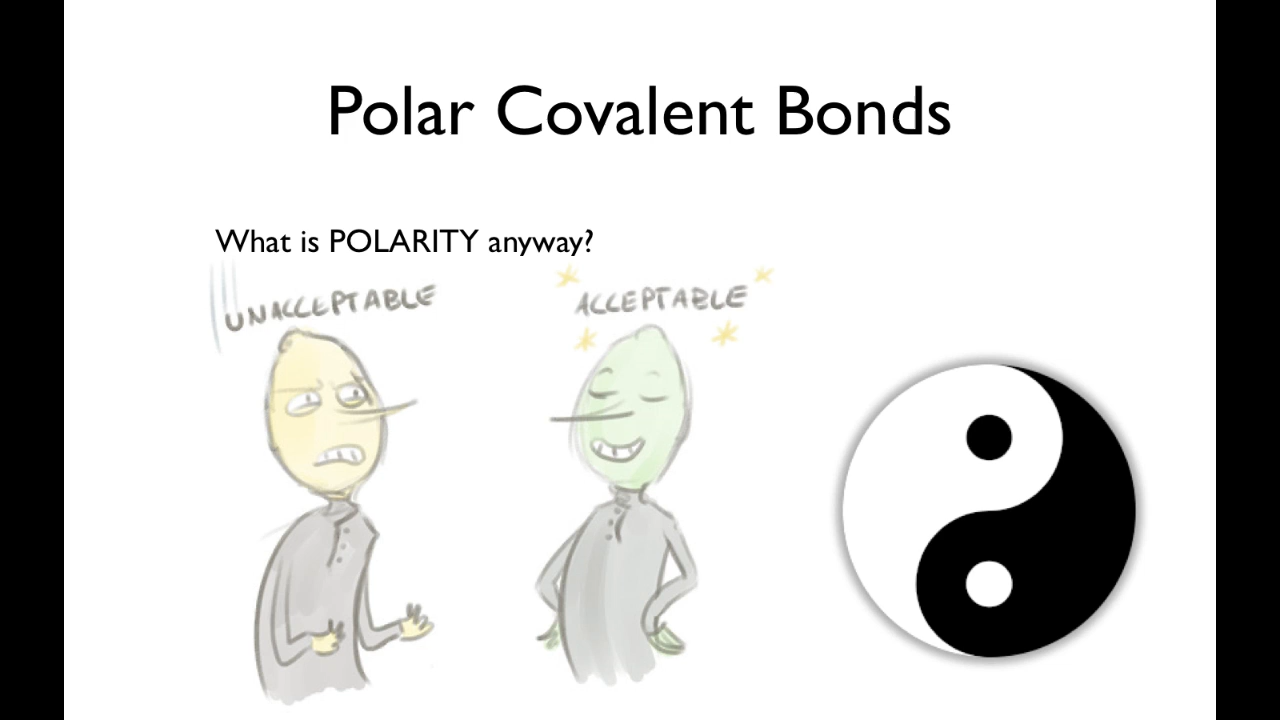 Polar Covalent Bonds
What is POLARITY anyway?
UNACCEPTABLE
ACCEPTABLE